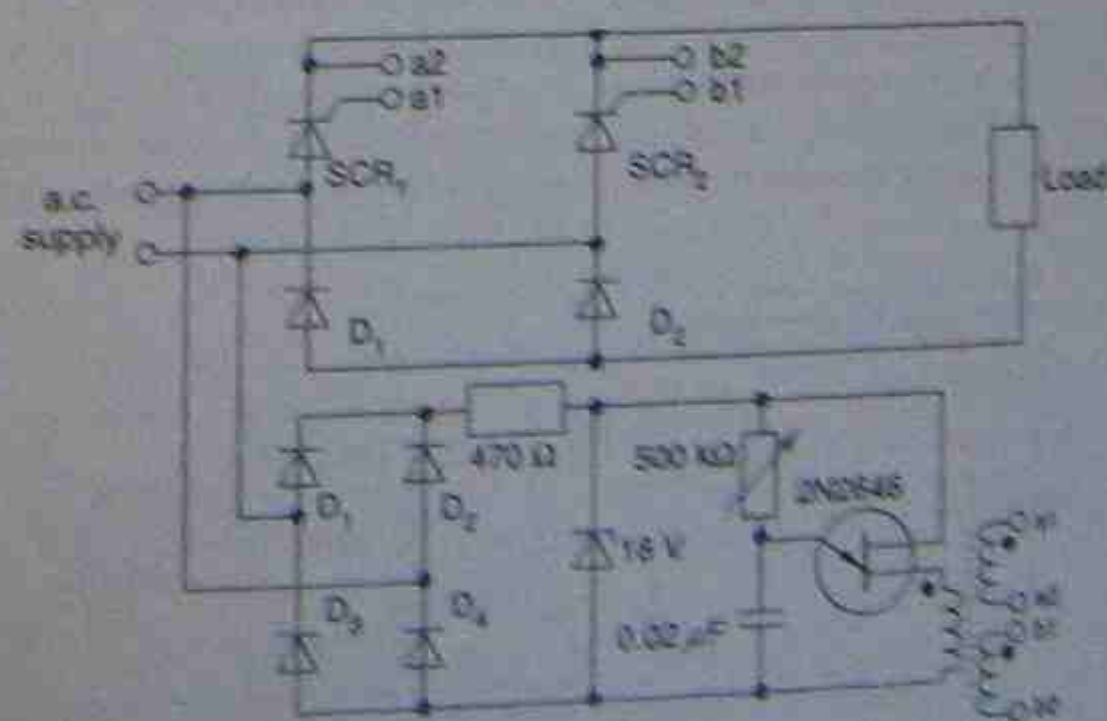 a2
a1
b2
b1
SCR₁
SCR₂
Load
a.c.
supply
D₁
D₂
470 Ω
500 kΩ
2N2646
D₁
D₂
18 V
D₃
D₄
0.02 μF